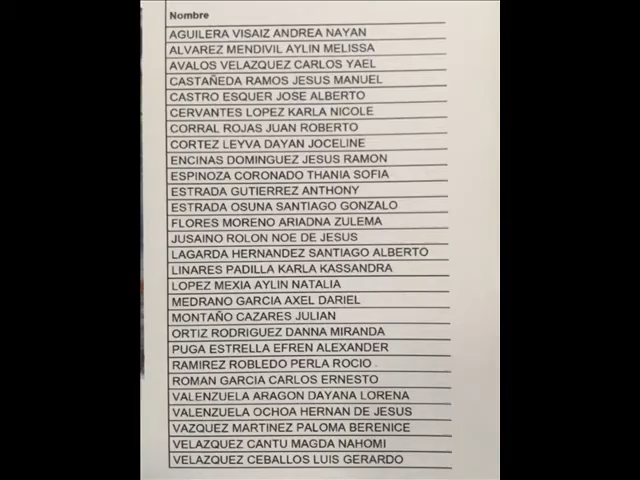 Nombre
AGUILERA VISAIZ ANDREA NAYAN
ALVAREZ MENDIVIL AYLIN MELISSA
AVALOS VELAZQUEZ CARLOS YAEL
CASTAÑEDA RAMOS JESUS MANUEL
CASTRO ESQUER JOSE ALBERTO
CERVANTES LOPEZ KARLA NICOLE
CORRAL ROJAS JUAN ROBERTO
CORTEZ LEYVA DAYAN JOCELINE
ENCINAS DOMINGUEZ JESUS RAMON
ESPINOZA CORONADO THANIA SOFIA
ESTRADA GUTIERREZ ANTHONY
ESTRADA OSUNA SANTIAGO GONZALO
FLORES MORENO ARIADNA ZULEMA
JUSAINO ROLON NOE DE JESUS
LAGARDA HERNANDEZ SANTIAGO ALBERTO
LINARES PADILLA KARLA KASSANDRA
LOPEZ MEXIA AYLIN NATALIA
MEDRANO GARCIA AXEL DARIEL
MONTAÑO CAZARES JULIAN
ORTIZ RODRIGUEZ DANNA MIRANDA
PUGA ESTRELLA EFREN ALEXANDER
RAMIREZ ROBLEDO PERLA ROCIO
ROMAN GARCIA CARLOS ERNESTO
VALENZUELA ARAGON DAYANA LORENA
VALENZUELA OCHOA HERNAN DE JESUS
VAZQUEZ MARTINEZ PALOMA BERENICE
VELAZQUEZ CANTU MAGDA NAHOMI
VELAZQUEZ CEBALLOS LUIS GERARDO